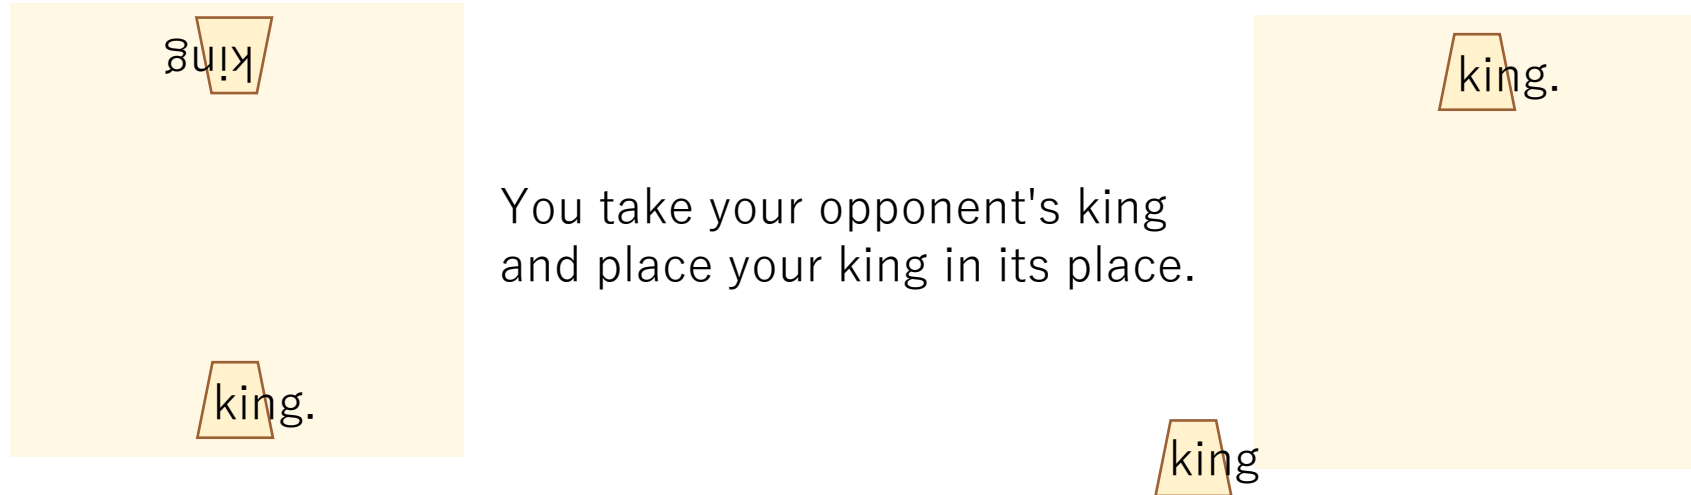 king
king.
You take your opponent's king
and place your king in its place.
king.
king